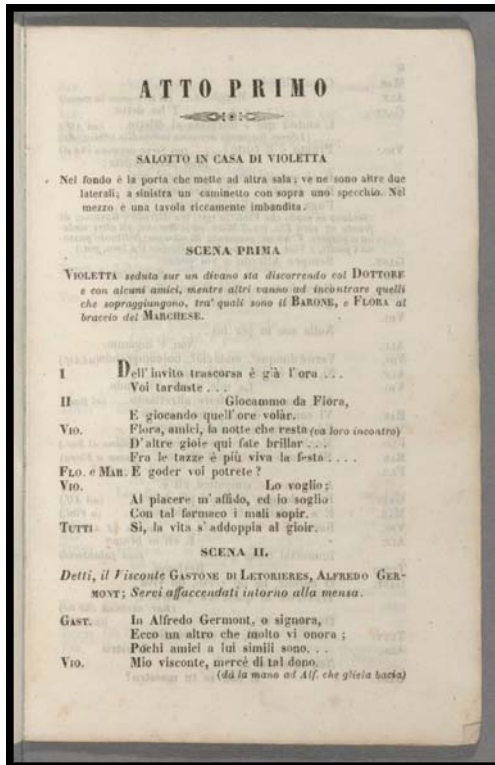 ATTO PRIMO
SALOTTO IN CASA DI VIOLETTA
Nel fondo è la porta che mette ad altra sala; ve ne sono altre due
laterali; a sinistra un caminetto con sopra uno specchio. Nel
mezzo è una tavola riccamente imbandita.
SCENA PRIMA
VIOLETTA seduta sur un divano sta discorrendo col DOTTORE
e con alcuni amici, mentre altri vanno ad incontrare quelli
che sopraggiungono, tra' quali sono il BARONE, e FLORA al
braccio del MARCHESE.
I Dell' invito trascorsa è già l' ora ...
Voi tardaste ...
II Giocammo da Flora,
E giocando quell' ore volàr.
VIO. Flora, amici, la notte che resta (va loro incontro)
D'altre gioie qui fate brillar ...
Fra le tazze è più viva la festa ....
FLO. e MAR. E goder voi potrete?
VIO. Lo voglio;
Al piacere m' affido, ed io soglio
Con tal farmaco i mali sopir.
TUTTI Sì, la vita s' addoppia al gioir.
SCENA II.
Detti, il Visconte GASTONE DI LETORIERES, ALFREDO GER-
MONT; Servi affaccendati intorno alla mensa.
GAST. In Alfredo Germont, o signora,
Ecco un altro che molto vi onora;
Pochi amici a lui simili sono. . .
VIO. Mio visconte, mercè di tal dono.
(dà la mano ad Alf. che gliela bacia)